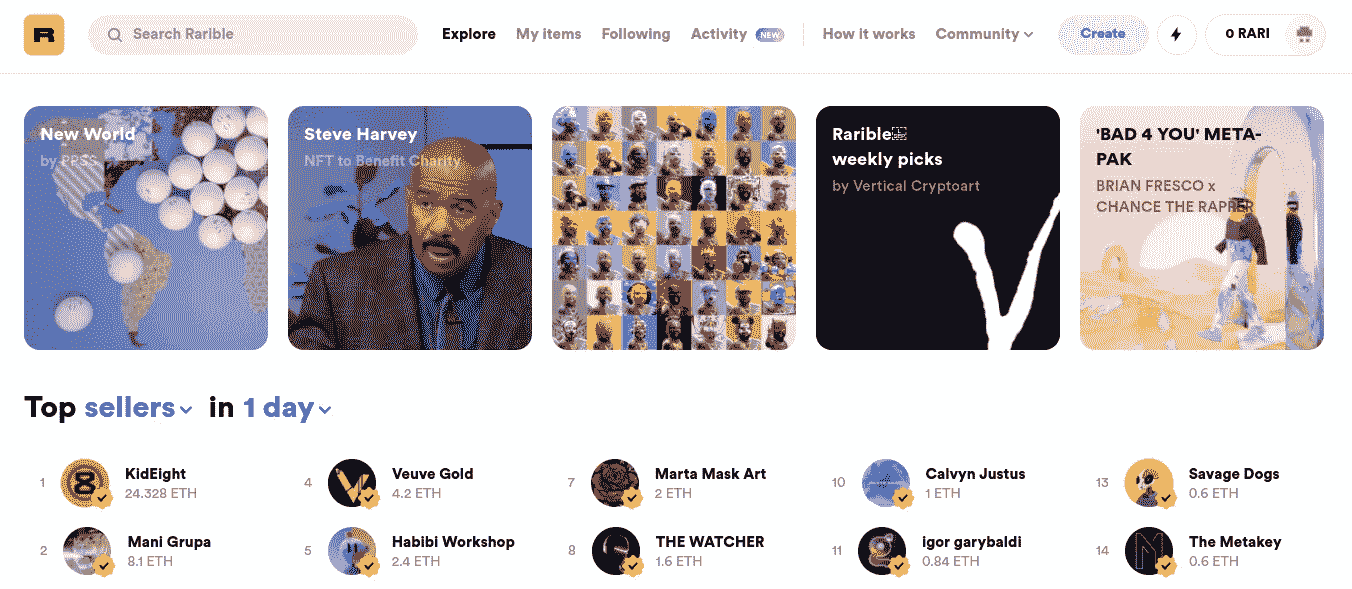 R
Search Rarible
Explore
My items
Following
Activity NEW
How it works
Community
Create
0 RARI
New World
by PPSS
Steve Harvey
NFT to Benefit Charity
Rarible
weekly picks
by Vertical Cryptoart
'BAD 4 YOU' META-
PAK
BRIAN FRESCO x
CHANCE THE RAPPER
Top sellers in 1 day
1 KidEight
24.328 ETH
2 Mani Grupa
8.1 ETH
4 Veuve Gold
4.2 ETH
5 Habibi Workshop
2.4 ETH
7 Marta Mask Art
2 ETH
8 THE WATCHER
1.6 ETH
10 Calvyn Justus
1 ETH
11 igor garybaldi
0.84 ETH
13 Savage Dogs
0.6 ETH
14 The Metakey
0.6 ETH